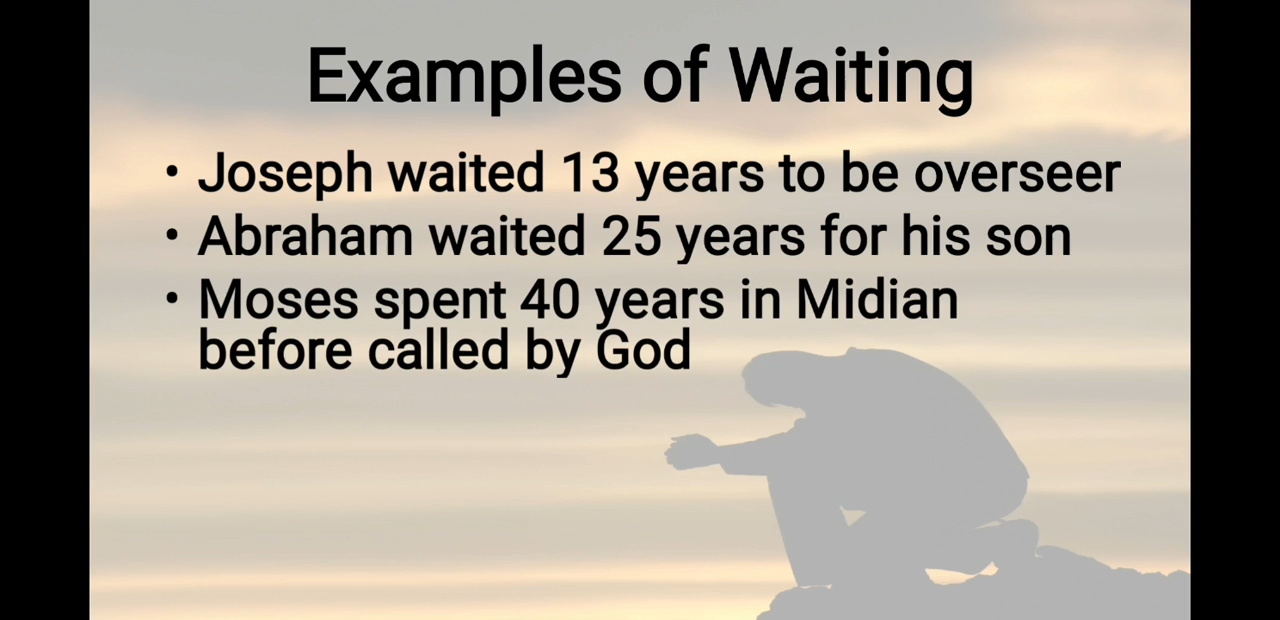 Examples of Waiting
• Joseph waited 13 years to be overseer
• Abraham waited 25 years for his son
• Moses spent 40 years in Midian
before called by God